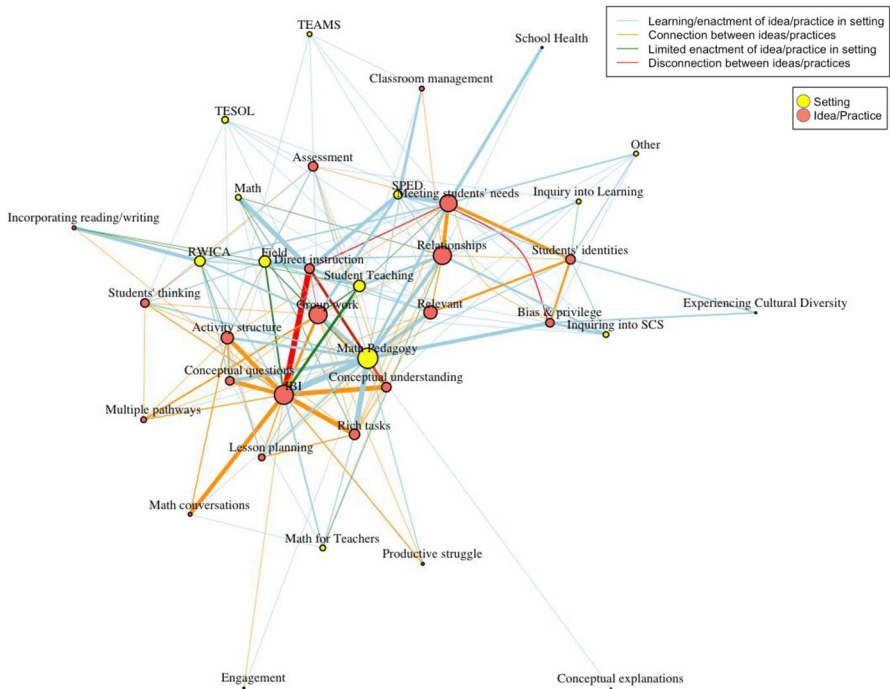 TEAMS
School Health
Learning/enactment of idea/practice in setting
Connection between ideas/practices
Limited enactment of idea/practice in setting
Disconnection between ideas/practices
Classroom management
Setting
Idea/Practice
TESOL
Other
Assessment
SPED
Meeting students' needs
Math
Inquiry into Learning
Incorporating reading/writing
RWICA
Field
Direct instruction
Relationships
Students' identities
Student Teaching
Students' thinking
Group work
Relevant
Bias & privilege
Experiencing Cultural Diversity
Activity structure
Inquiring into SCS
Math Pedagogy
Conceptual questions
IBI
Conceptual understanding
Multiple pathways
Rich tasks
Lesson planning
Math conversations
Math for Teachers
Productive struggle
Engagement
Conceptual explanations